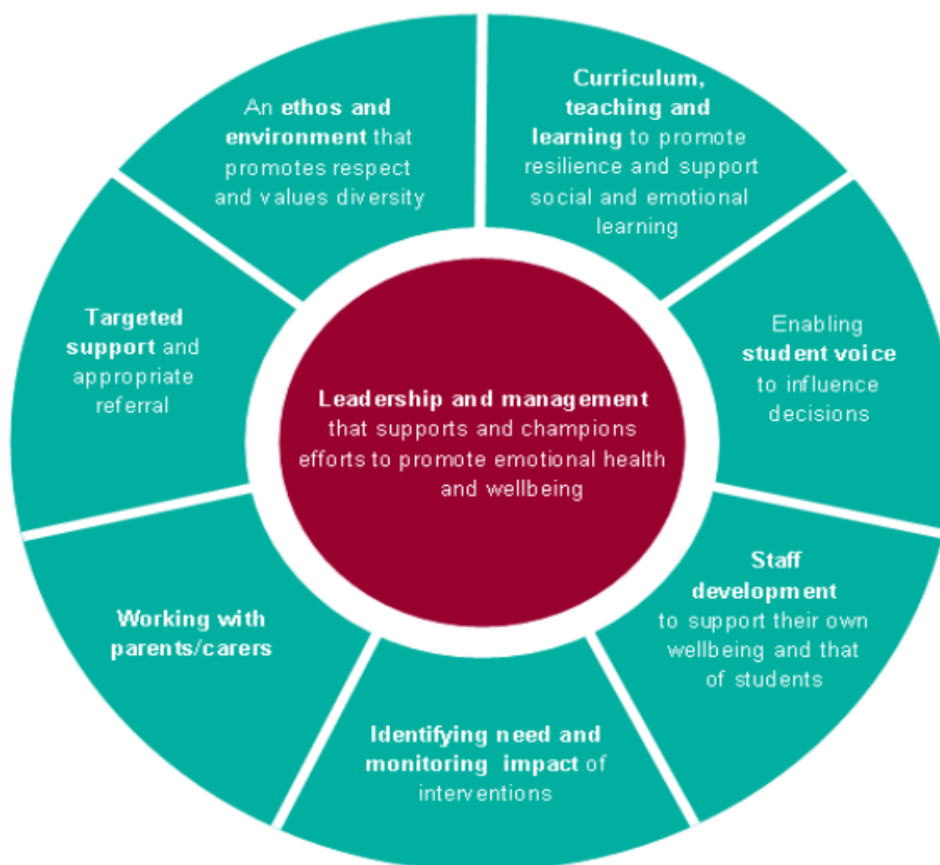 An ethos and
environment that
promotes respect
and values diversity
Curriculum,
teaching and
learning to promote
resilience and support
social and emotional
learning
Enabling
student voice
to influence
decisions
Staff
development
to support their own
wellbeing and that
of students
Identifying need and
monitoring impact of
interventions
Working with
parents/carers
Targeted
support and
appropriate
referral
Leadership and management
that supports and champions
efforts to promote emotional health
and wellbeing